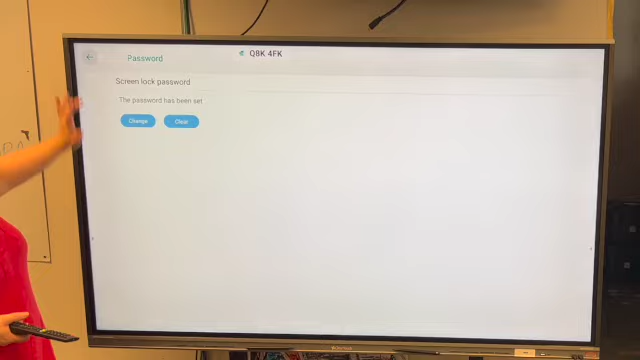 Password
Q8K 4FK
Screen lock password
The password has been set
Change
Clear